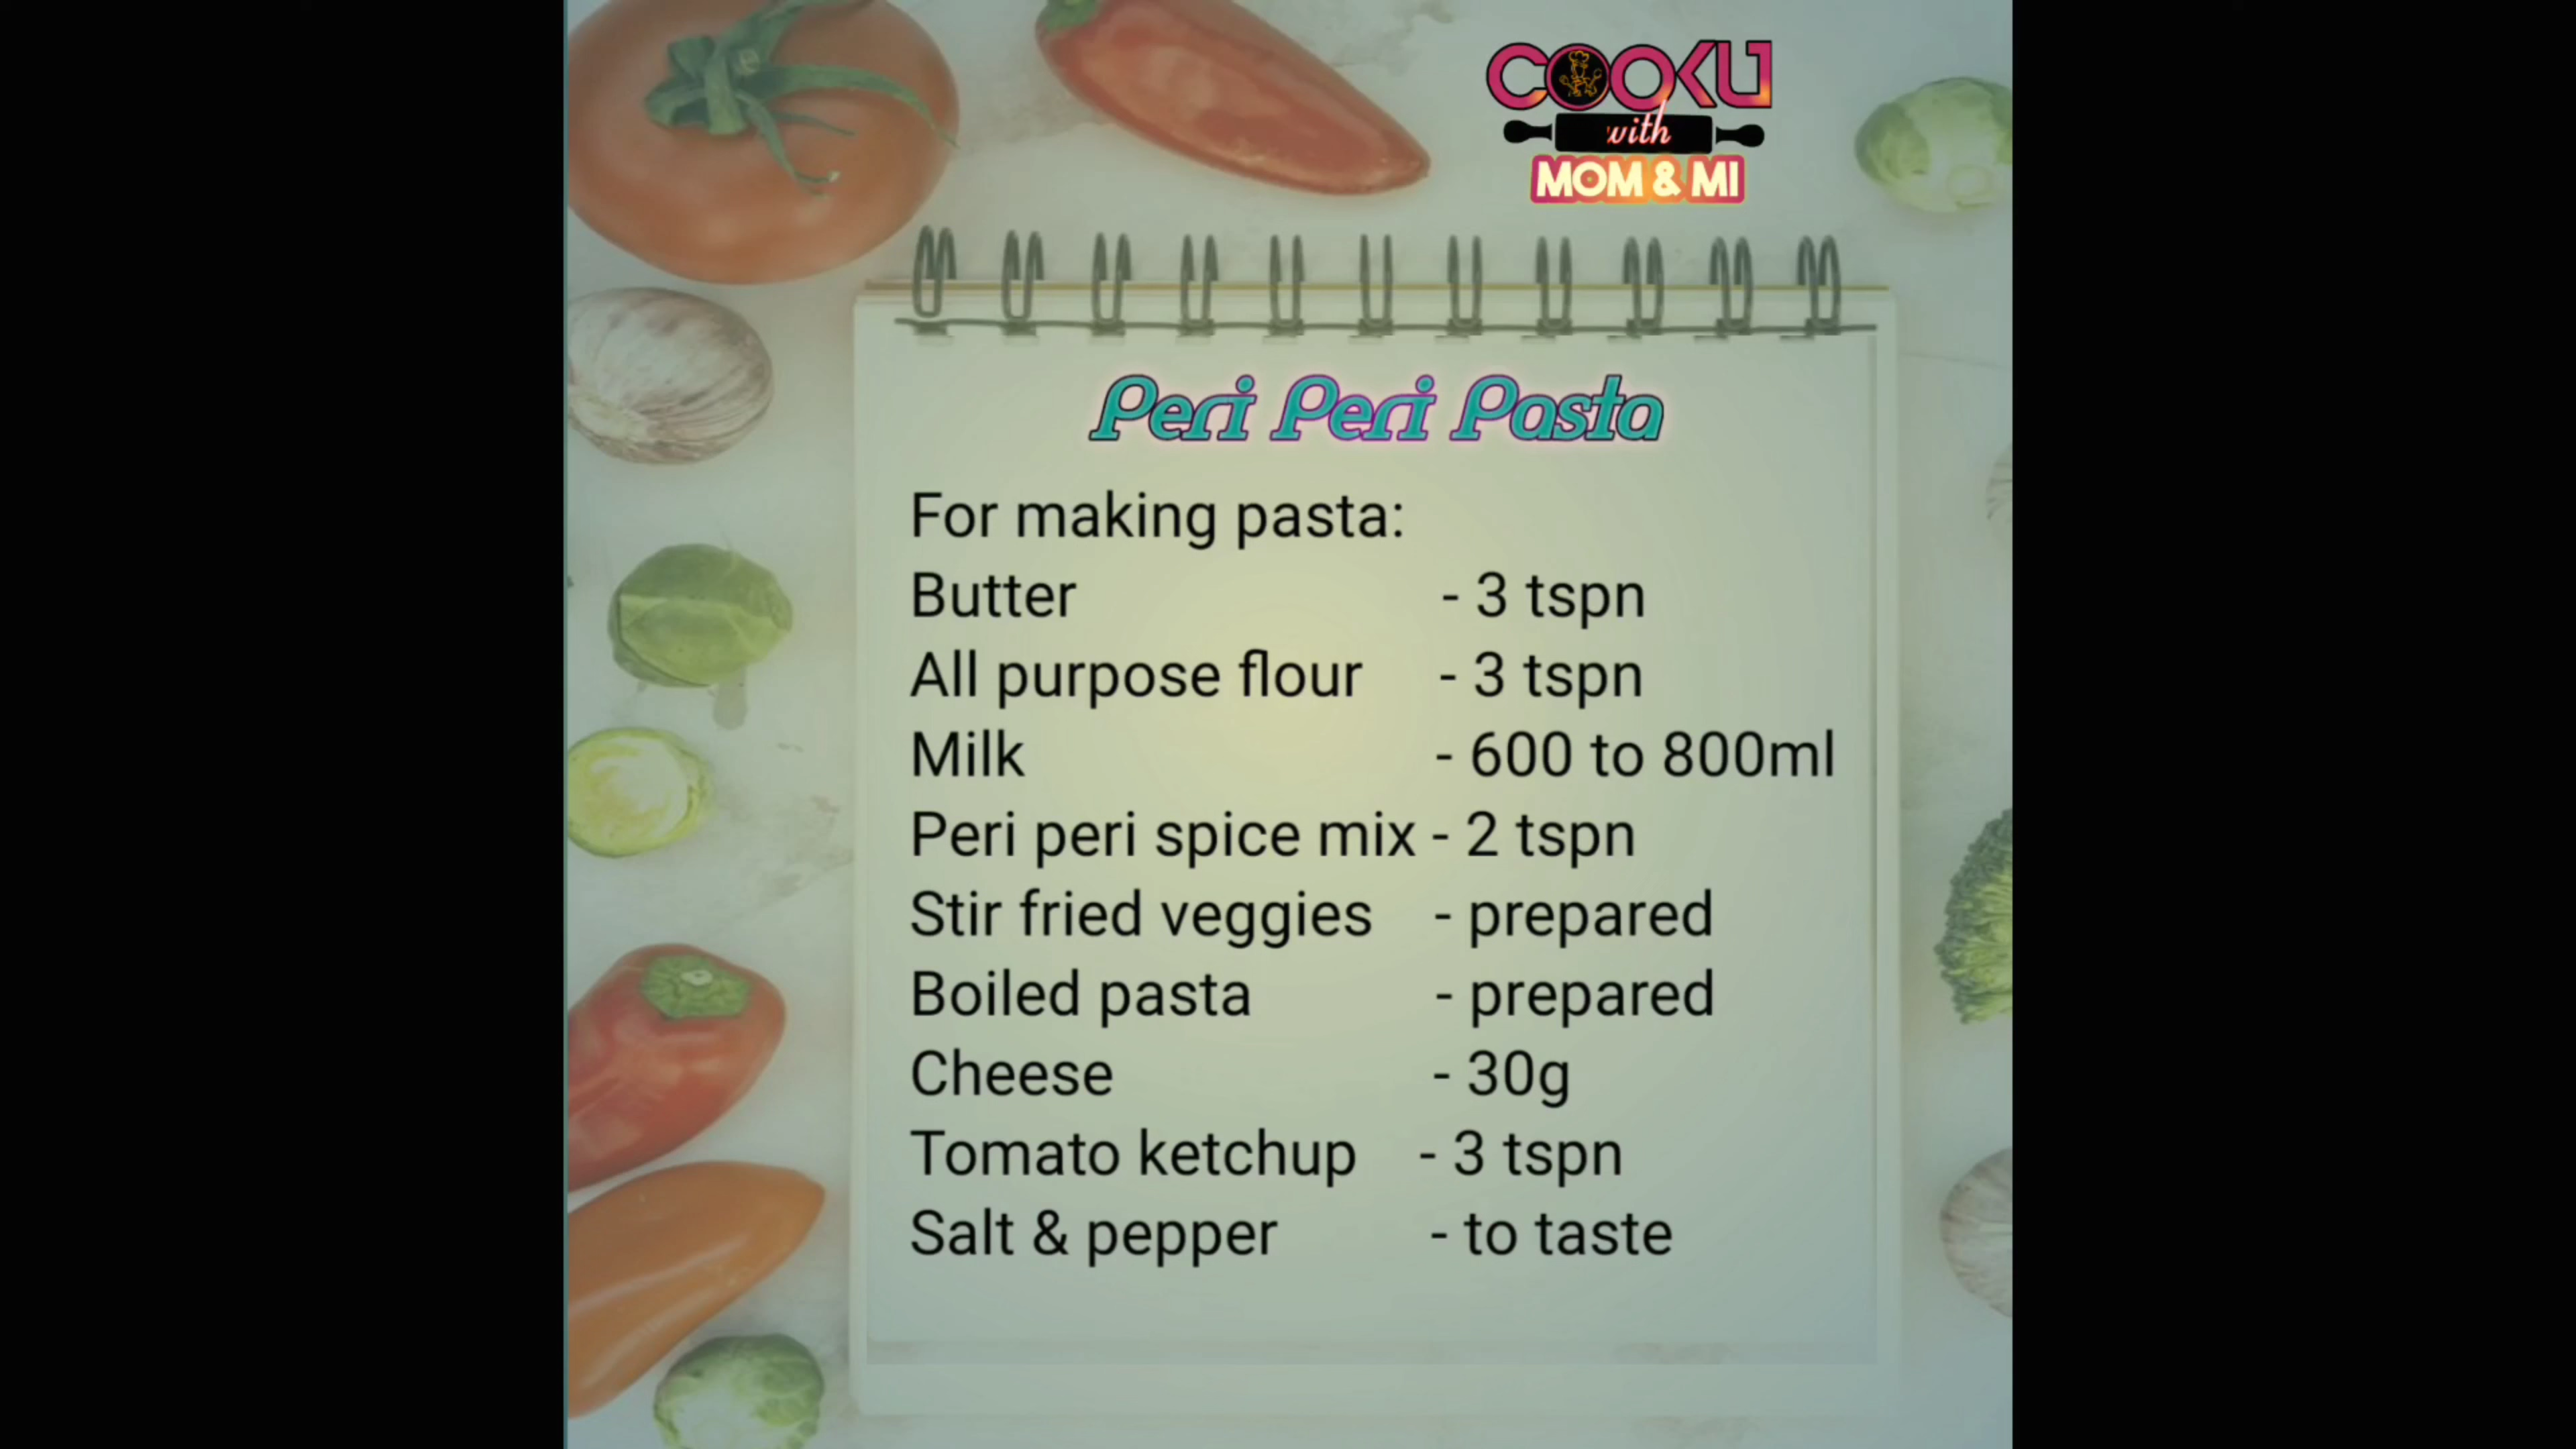 COOKU
with
MOM & MI
Peri Peri Pasta
For making pasta:
Butter - 3 tspn
All purpose flour - 3 tspn
Milk - 600 to 800ml
Peri peri spice mix - 2 tspn
Stir fried veggies - prepared
Boiled pasta - prepared
Cheese - 30g
Tomato ketchup - 3 tspn
Salt & pepper - to taste